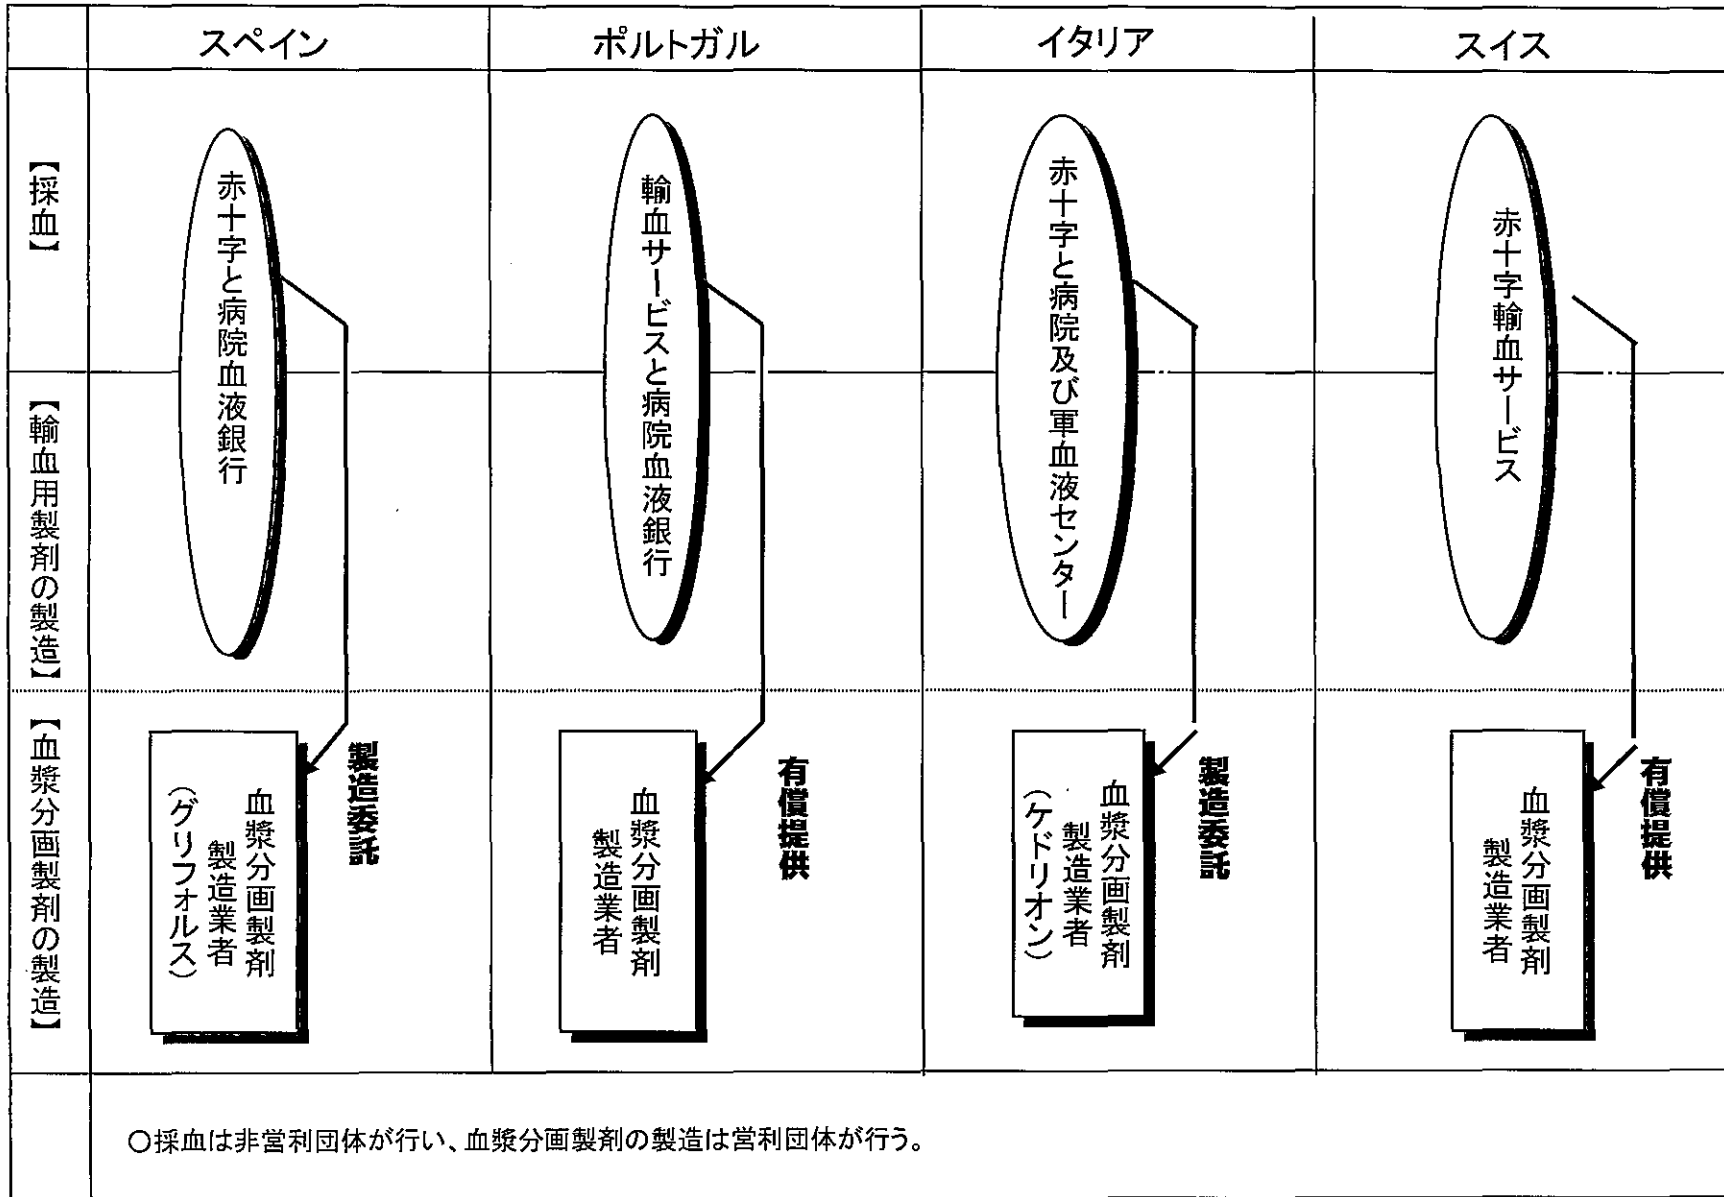 スペイン
ポルトガル
イタリア
スイス
【採血】
赤十字と病院血液銀行
輸血サービスと病院血液銀行
赤十字と病院及び軍血液センター
赤十字輸血サービス
【輸血用製剤の製造】
【血漿分画製剤の製造】
製造委託
血漿分画製剤
製造業者
（グリフォルス）
有償提供
血漿分画製剤
製造業者
製造委託
血漿分画製剤
製造業者
（ケドリオン）
有償提供
血漿分画製剤
製造業者
○採血は非営利団体が行い、血漿分画製剤の製造は営利団体が行う。